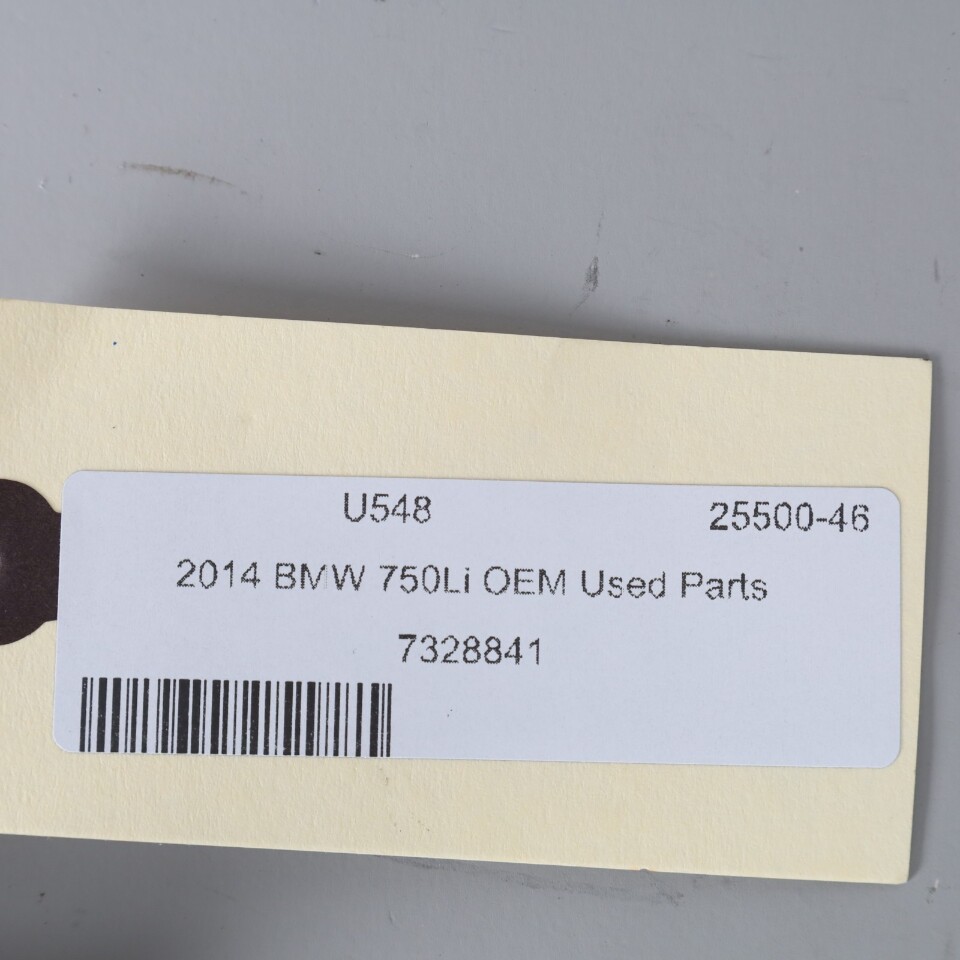 U548 25500-46
2014 BMW 750Li OEM Used Parts
7328841